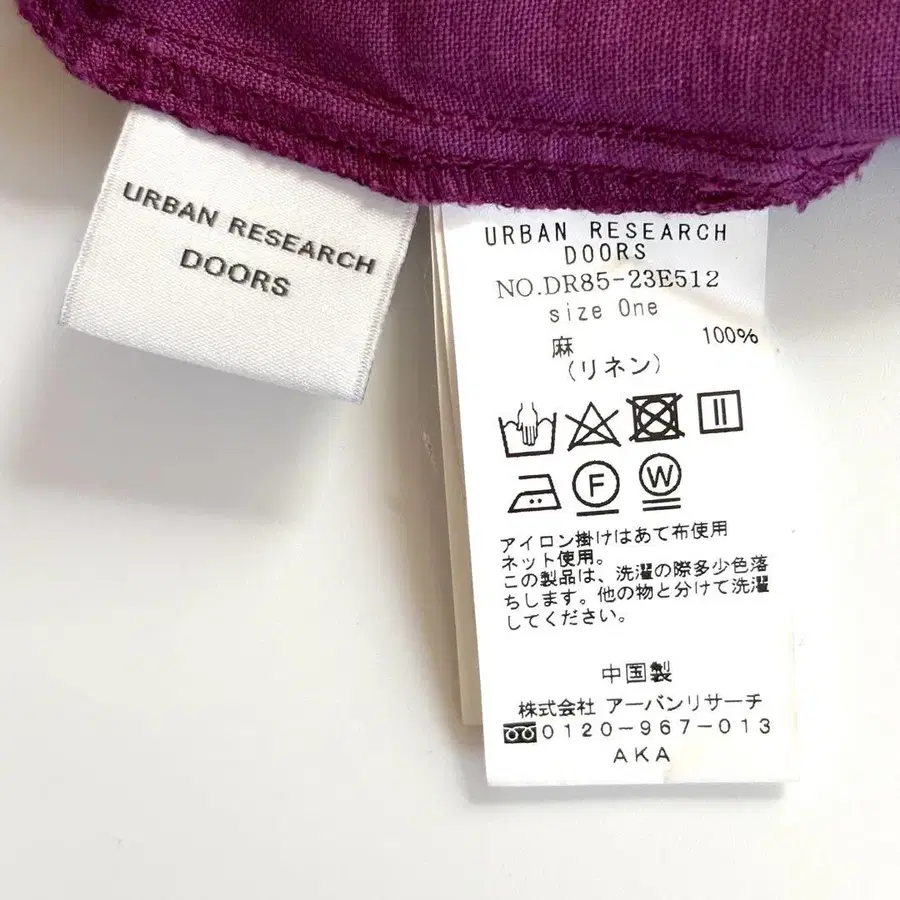 URBAN RESEARCH
DOORS
URBAN RESEARCH
DOORS
NO.DR85-23E512
size One
麻 100%
(リネン)
F W
アイロン掛けはあて布使用
ネット使用。
この製品は、洗濯の際多少色落
ちします。他の物と分けて洗濯
してください。
中国製
株式会社 アーバンリサーチ
0120-967-013
AKA